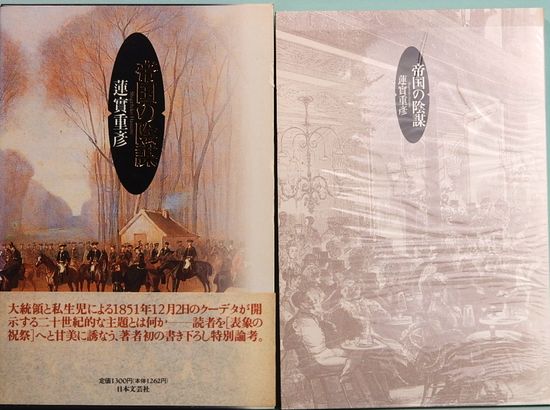 帝国の陰謀
蓮實重彦
大統領と私生児による1851年12月2日のクーデタが開
示する二十世紀的な主題とは何か——読者を[表象の
祝祭]へと甘美に誘なう、著者初の書き下ろし特別論考。
定価1300円(本体1262円)
日本文芸社
帝国の陰謀
蓮實重彦